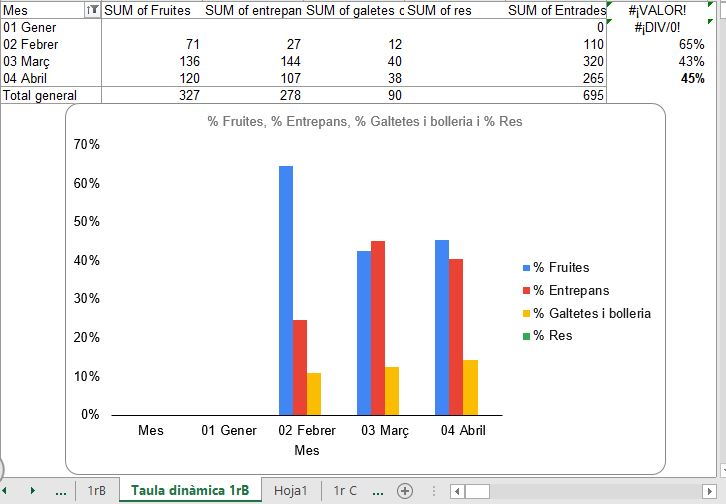 Mes SUM of Fruites SUM of entrepan SUM of galetes c SUM of res SUM of Entrades #¡VALOR!
01 Gener 0 #¡DIV/0!
02 Febrer 71 27 12 110 65%
03 Març 136 144 40 320 43%
04 Abril 120 107 38 265 45%
Total general 327 278 90 695
% Fruites, % Entrepans, % Galtetes i bolleria i % Res
70%
60%
50%
40%
30%
20%
10%
0%
% Fruites
% Entrepans
% Galtetes i bolleria
% Res
Mes 01 Gener 02 Febrer 03 Març 04 Abril
Mes
... 1rB Taula dinàmica 1rB Hoja1 1r C ...